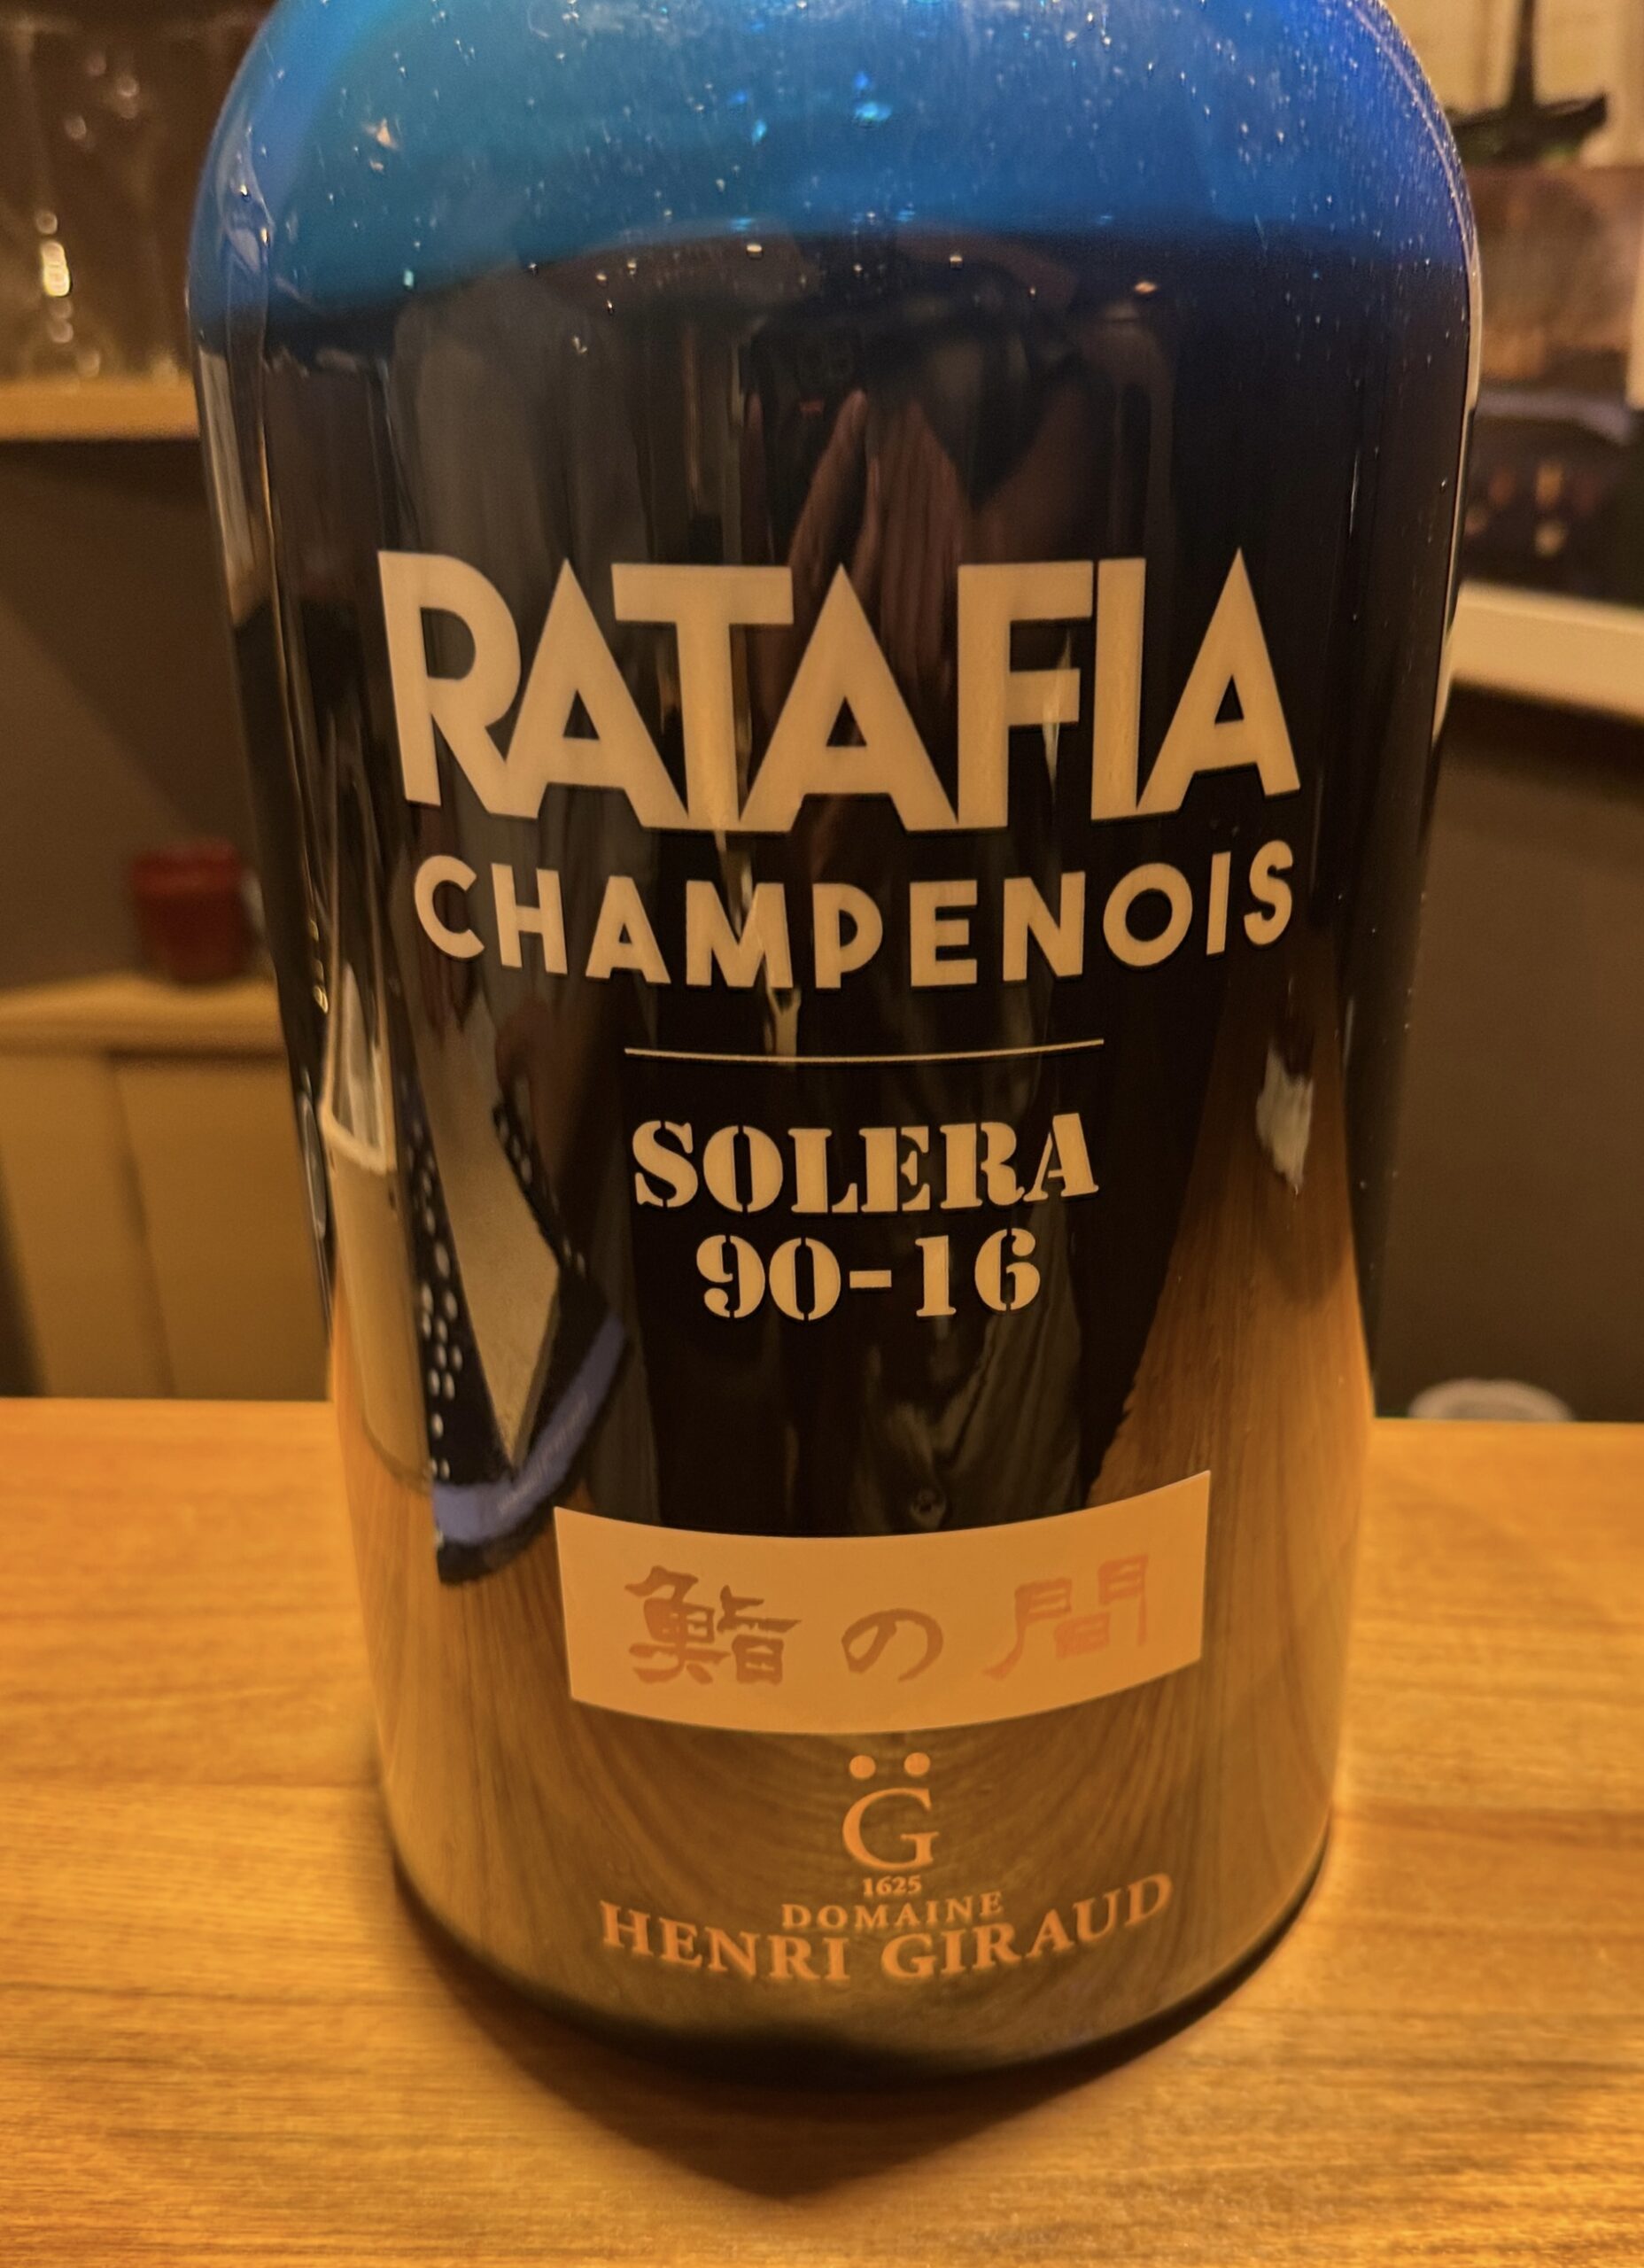 RATAFIA
CHAMPENOIS
SOLERA
90-16
鮨の間
G̈
1625
DOMAINE
HENRI GIRAUD